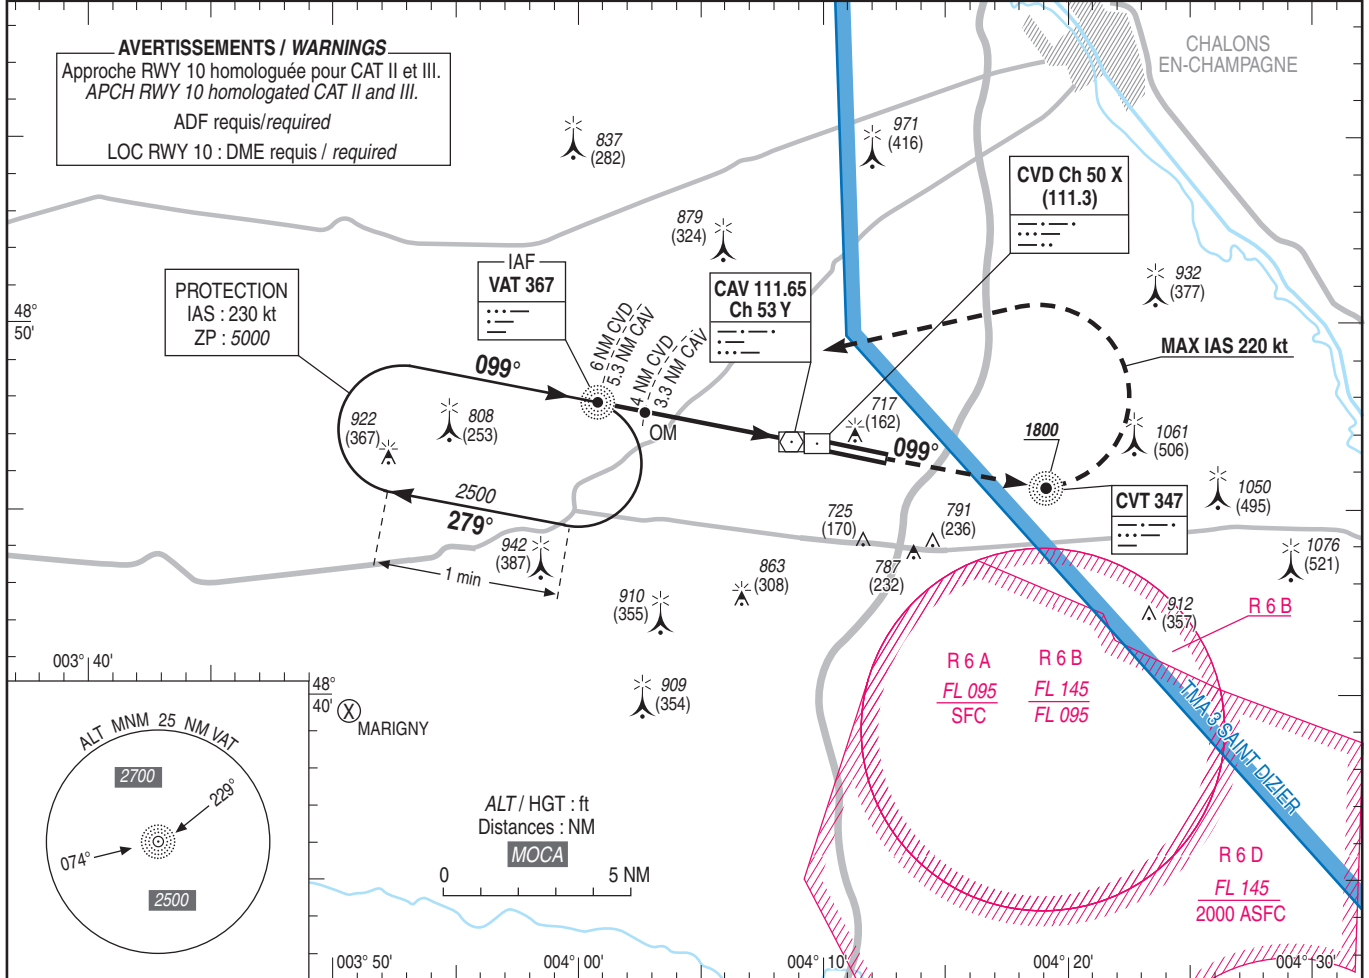 AVERTISSEMENTS / WARNINGS
Approche RWY 10 homologuée pour CAT II et III.
APCH RWY 10 homologated CAT II and III.
ADF requis/required
LOC RWY 10 : DME requis / required
CHALONS
EN-CHAMPAGNE
837
(282)
971
(416)
879
(324)
CVD Ch 50 X
(111.3)
932
(377)
PROTECTION
IAS : 230 kt
ZP : 5000
IAF
VAT 367
CAV 111.65
Ch 53 Y
48°
50'
6 NM CVD
5.3 NM CAV
4 NM CVD
3.3 NM CAV
MAX IAS 220 kt
099°
922
(367)
808
(253)
OM
717
(162)
099°
1800
1061
(506)
CVT 347
1050
(495)
2500
279°
1 min
942
(387)
725
(170)
791
(236)
787
(232)
1076
(521)
863
(308)
910
(355)
912
(357)
R 6 B
909
(354)
R 6 A
FL 095
SFC
R 6 B
FL 145
FL 095
TMA 3 SAINT DIZIER
003° 40'
48°
40'
X
MARIGNY
ALT MNM 25 NM VAT
2700
229°
074°
2500
ALT / HGT : ft
Distances : NM
MOCA
0
5 NM
R 6 D
FL 145
2000 ASFC
003° 50'
004° 00'
004° 10'
004° 20'
004° 30'